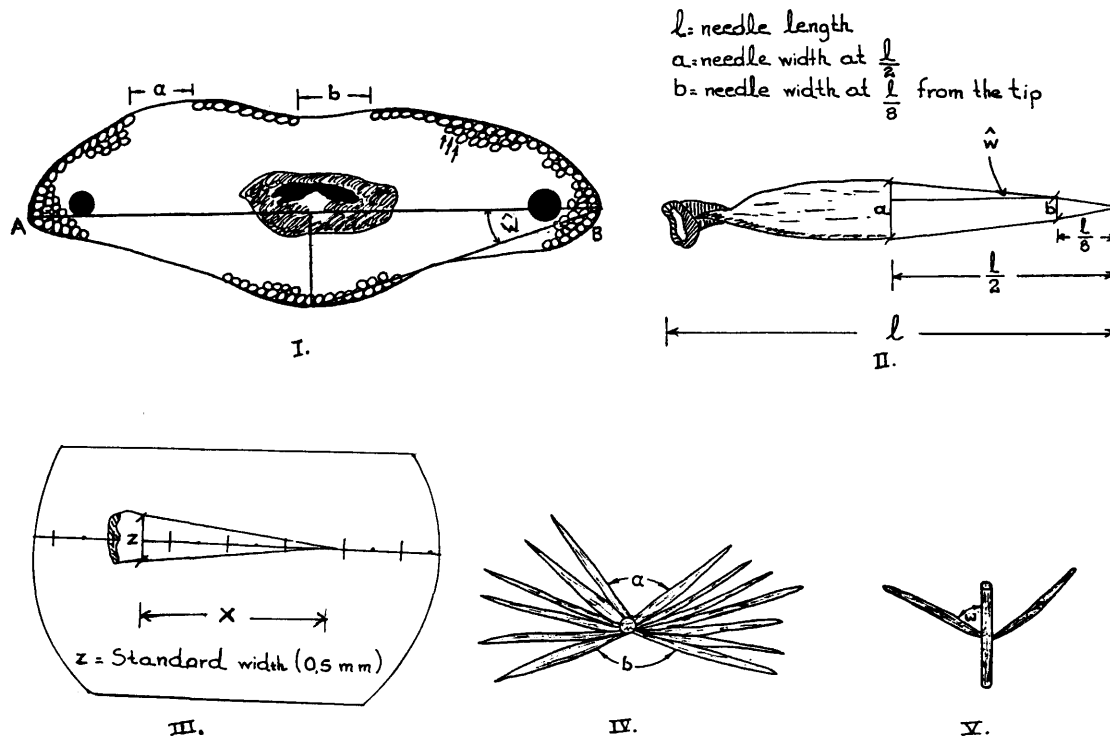 l = needle length
a = needle width at l/2
b = needle width at l/8 from the tip
a
b
A
ŵ
B
I.
ŵ
a
b
l/8
l/2
l
II.
z
x
z = Standard width (0,5 mm)
III.
a
b
IV.
ω
V.